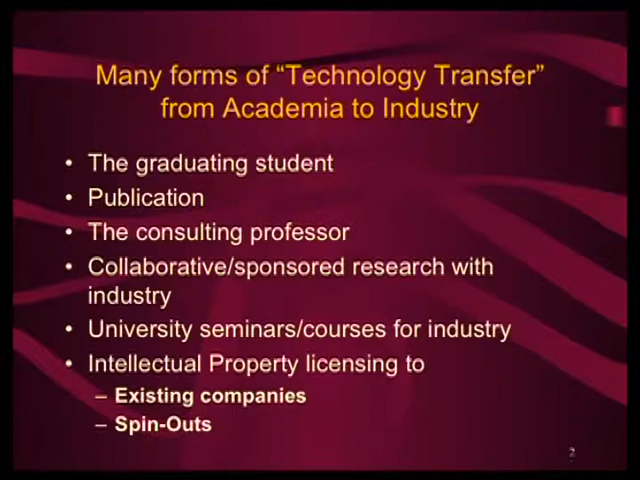 Many forms of “Technology Transfer”
from Academia to Industry
• The graduating student
• Publication
• The consulting professor
• Collaborative/sponsored research with
industry
• University seminars/courses for industry
• Intellectual Property licensing to
– Existing companies
– Spin-Outs
2